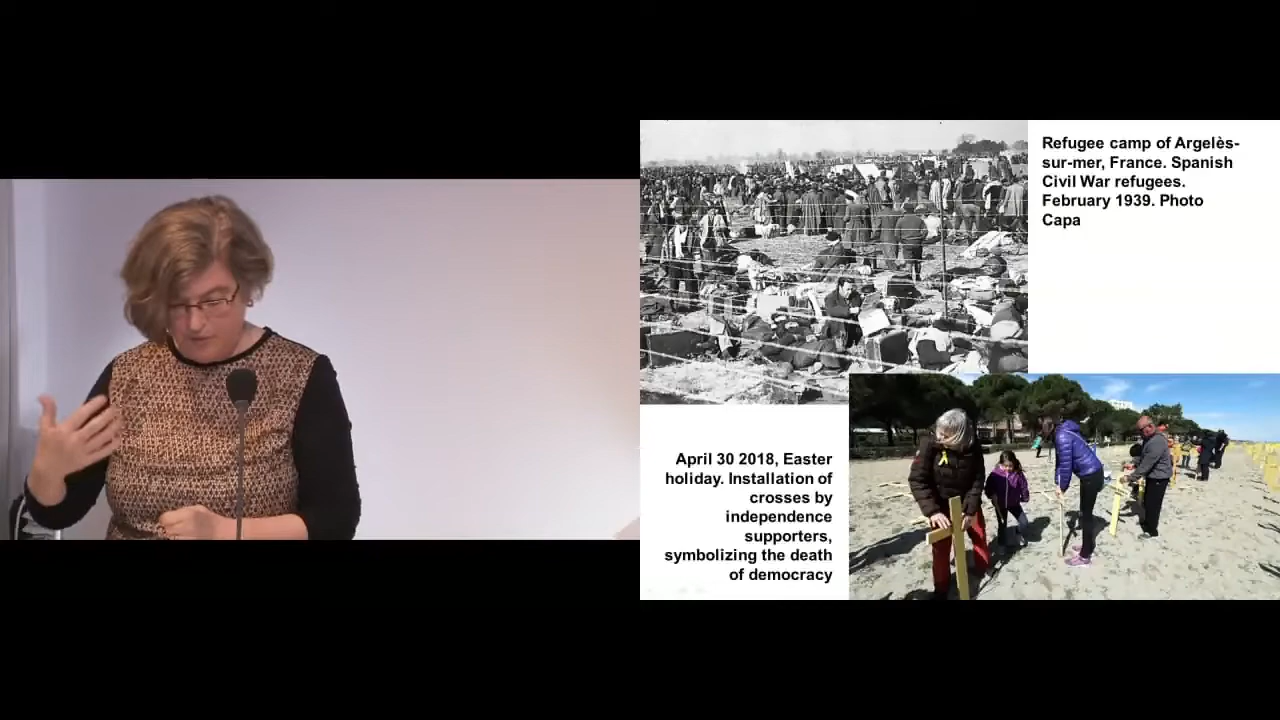 Refugee camp of Argelès-
sur-mer, France. Spanish
Civil War refugees.
February 1939. Photo
Capa
April 30 2018, Easter
holiday. Installation of
crosses by
independence
supporters,
symbolizing the death
of democracy